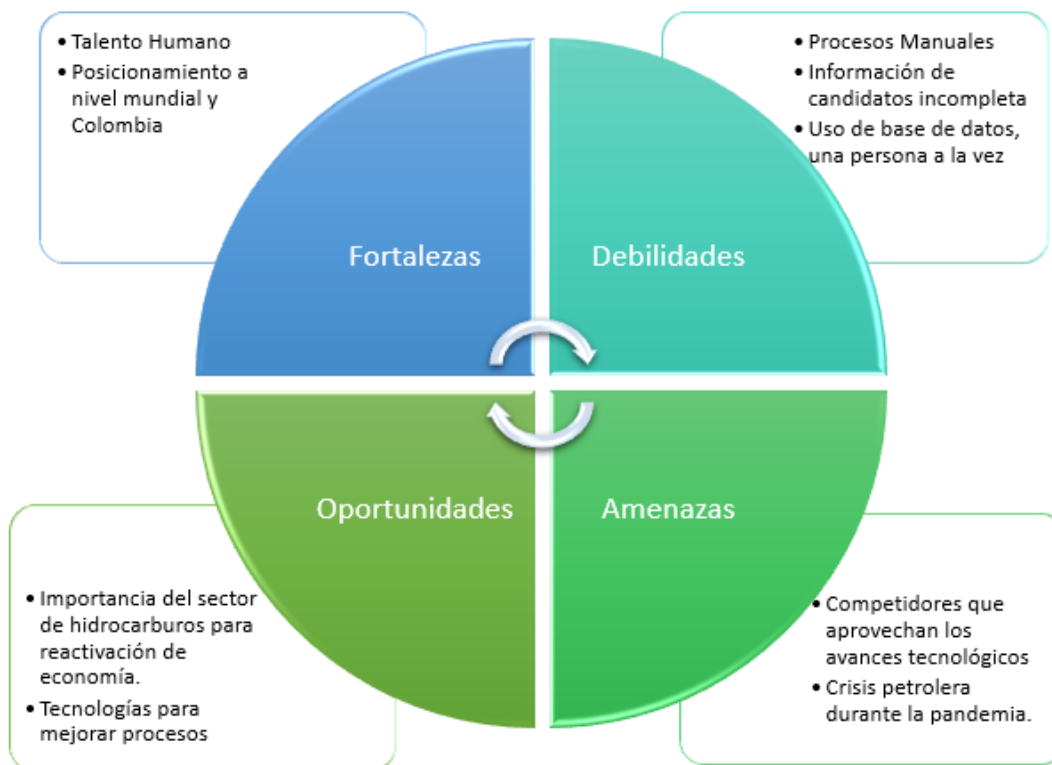 • Talento Humano
• Posicionamiento a
nivel mundial y
Colombia
• Procesos Manuales
• Información de
candidatos incompleta
• Uso de base de datos,
una persona a la vez
Fortalezas
Debilidades
Oportunidades
Amenazas
• Importancia del sector
de hidrocarburos para
reactivación de
economía.
• Tecnologías para
mejorar procesos
• Competidores que
aprovechan los
avances tecnológicos
• Crisis petrolera
durante la pandemia.